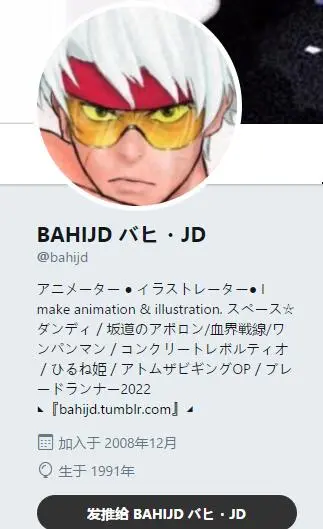 BAHIJD バヒ・JD
@bahijd
アニメーター ● イラストレーター● I
make animation & illustration. スペース☆
ダンディ / 坂道のアポロン/血界戦線/ワ
ンパンマン / コンクリートレボルティオ
/ ひるね姫 / アトムザビギングOP / ブレ
ードランナー2022
◣『bahijd.tumblr.com』◢
加入于 2008年12月
生于 1991年
发推给 BAHIJD バヒ・JD